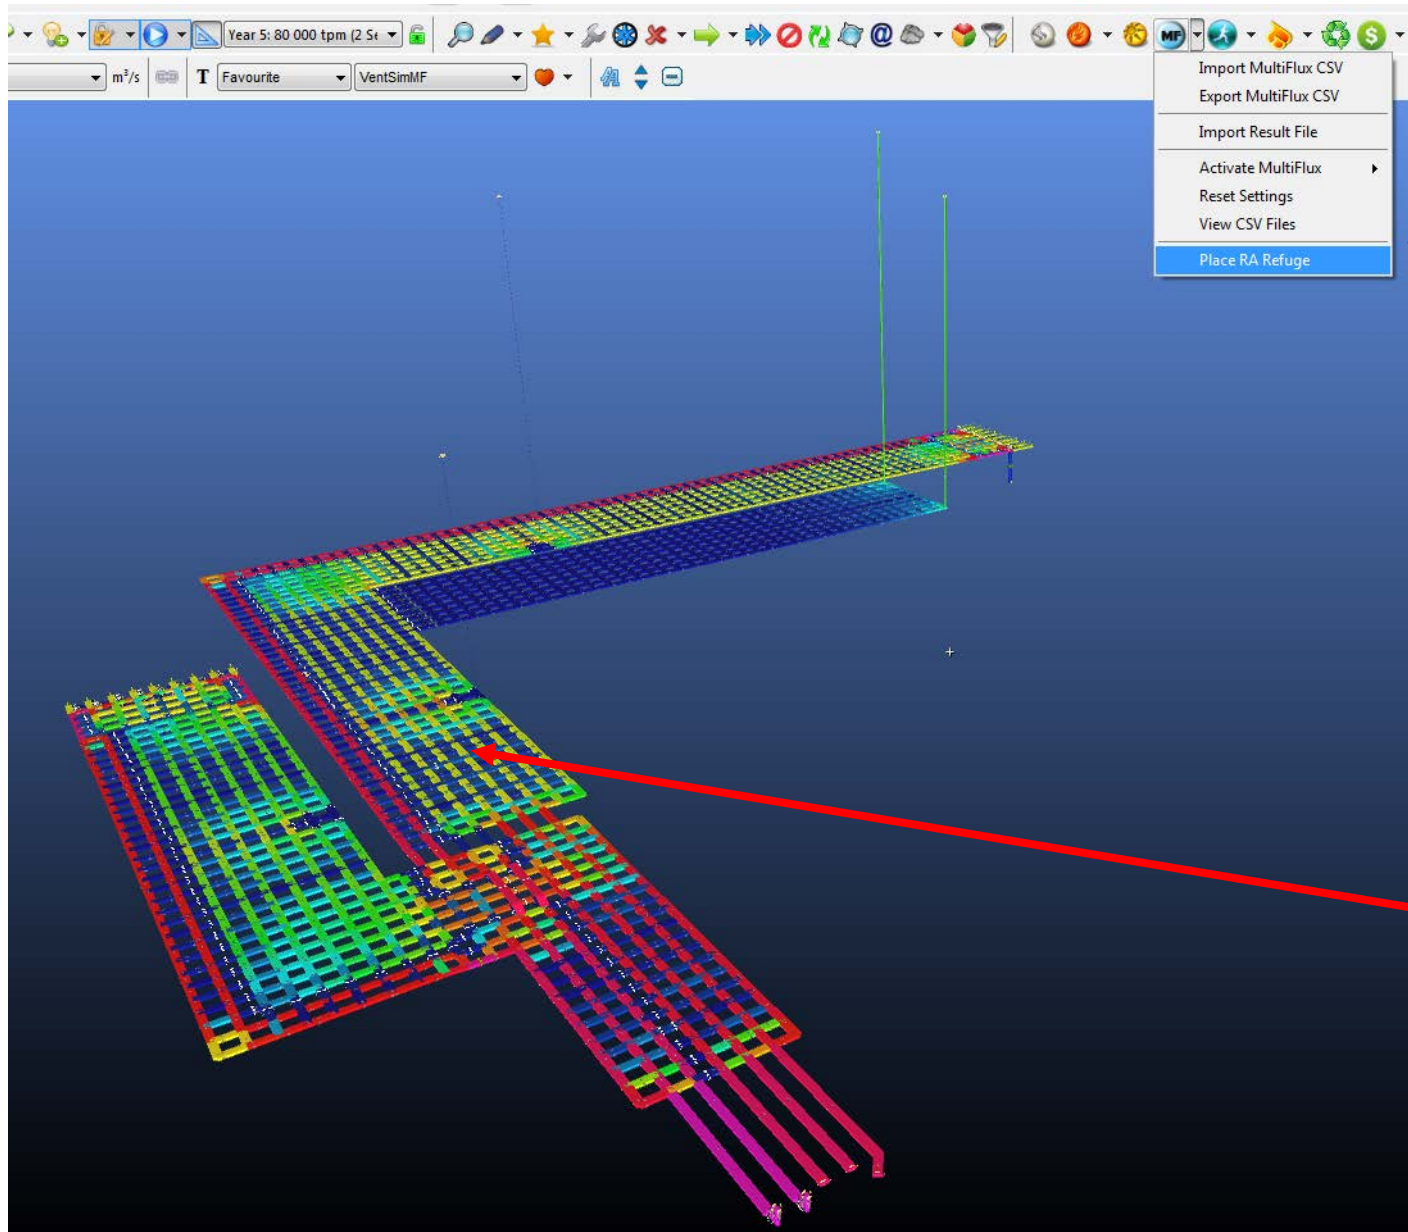 Year 5: 80 000 tpm (2 Se
@
MF
$
m³/s
T
Favourite
VentSimMF
Import MultiFlux CSV
Export MultiFlux CSV
Import Result File
Activate MultiFlux
Reset Settings
View CSV Files
Place RA Refuge